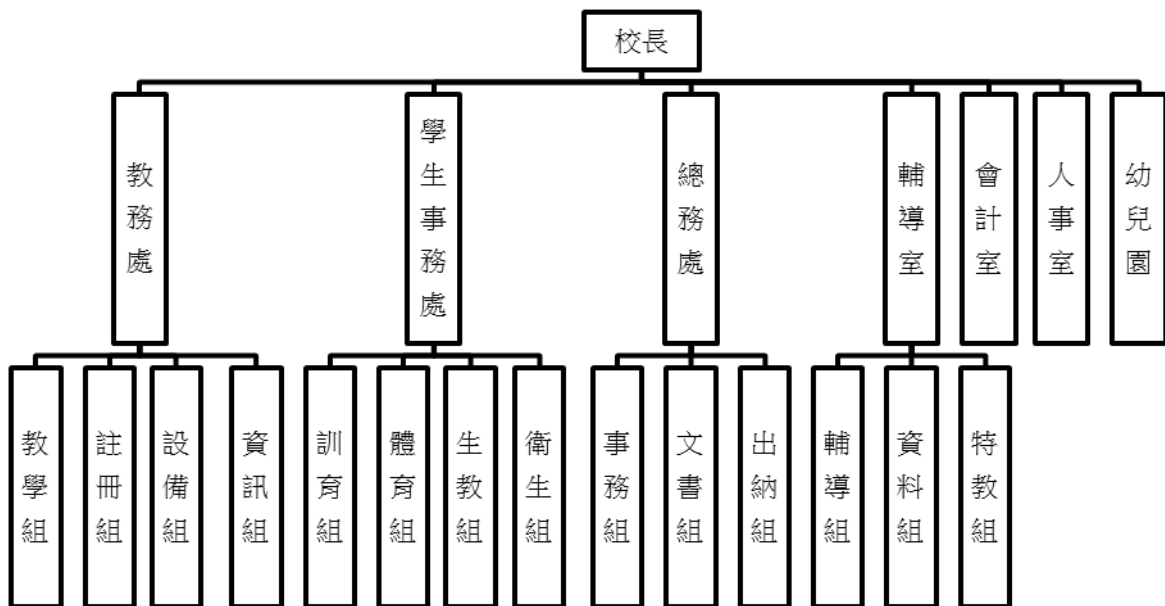 校長
教務處
學生事務處
總務處
輔導室
會計室
人事室
幼兒園
教學組
註冊組
設備組
資訊組
訓育組
體育組
生教組
衛生組
事務組
文書組
出納組
輔導組
資料組
特教組